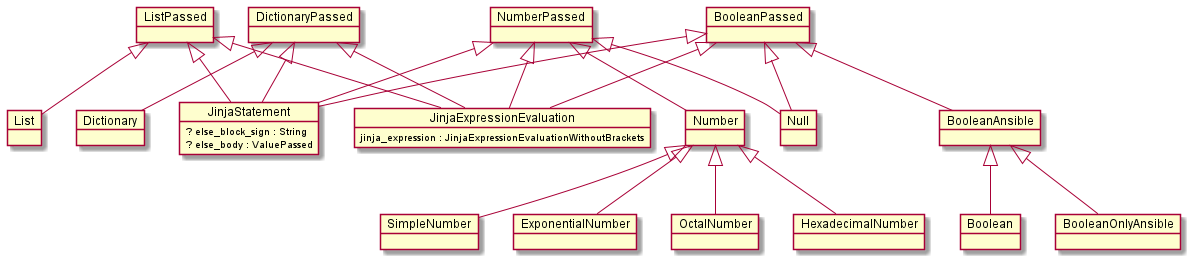 ListPassed
DictionaryPassed
NumberPassed
BooleanPassed
List
Dictionary
JinjaStatement
? else_block_sign : String
? else_body : ValuePassed
JinjaExpressionEvaluation
jinja_expression : JinjaExpressionEvaluationWithoutBrackets
Number
Null
BooleanAnsible
SimpleNumber
ExponentialNumber
OctalNumber
HexadecimalNumber
Boolean
BooleanOnlyAnsible